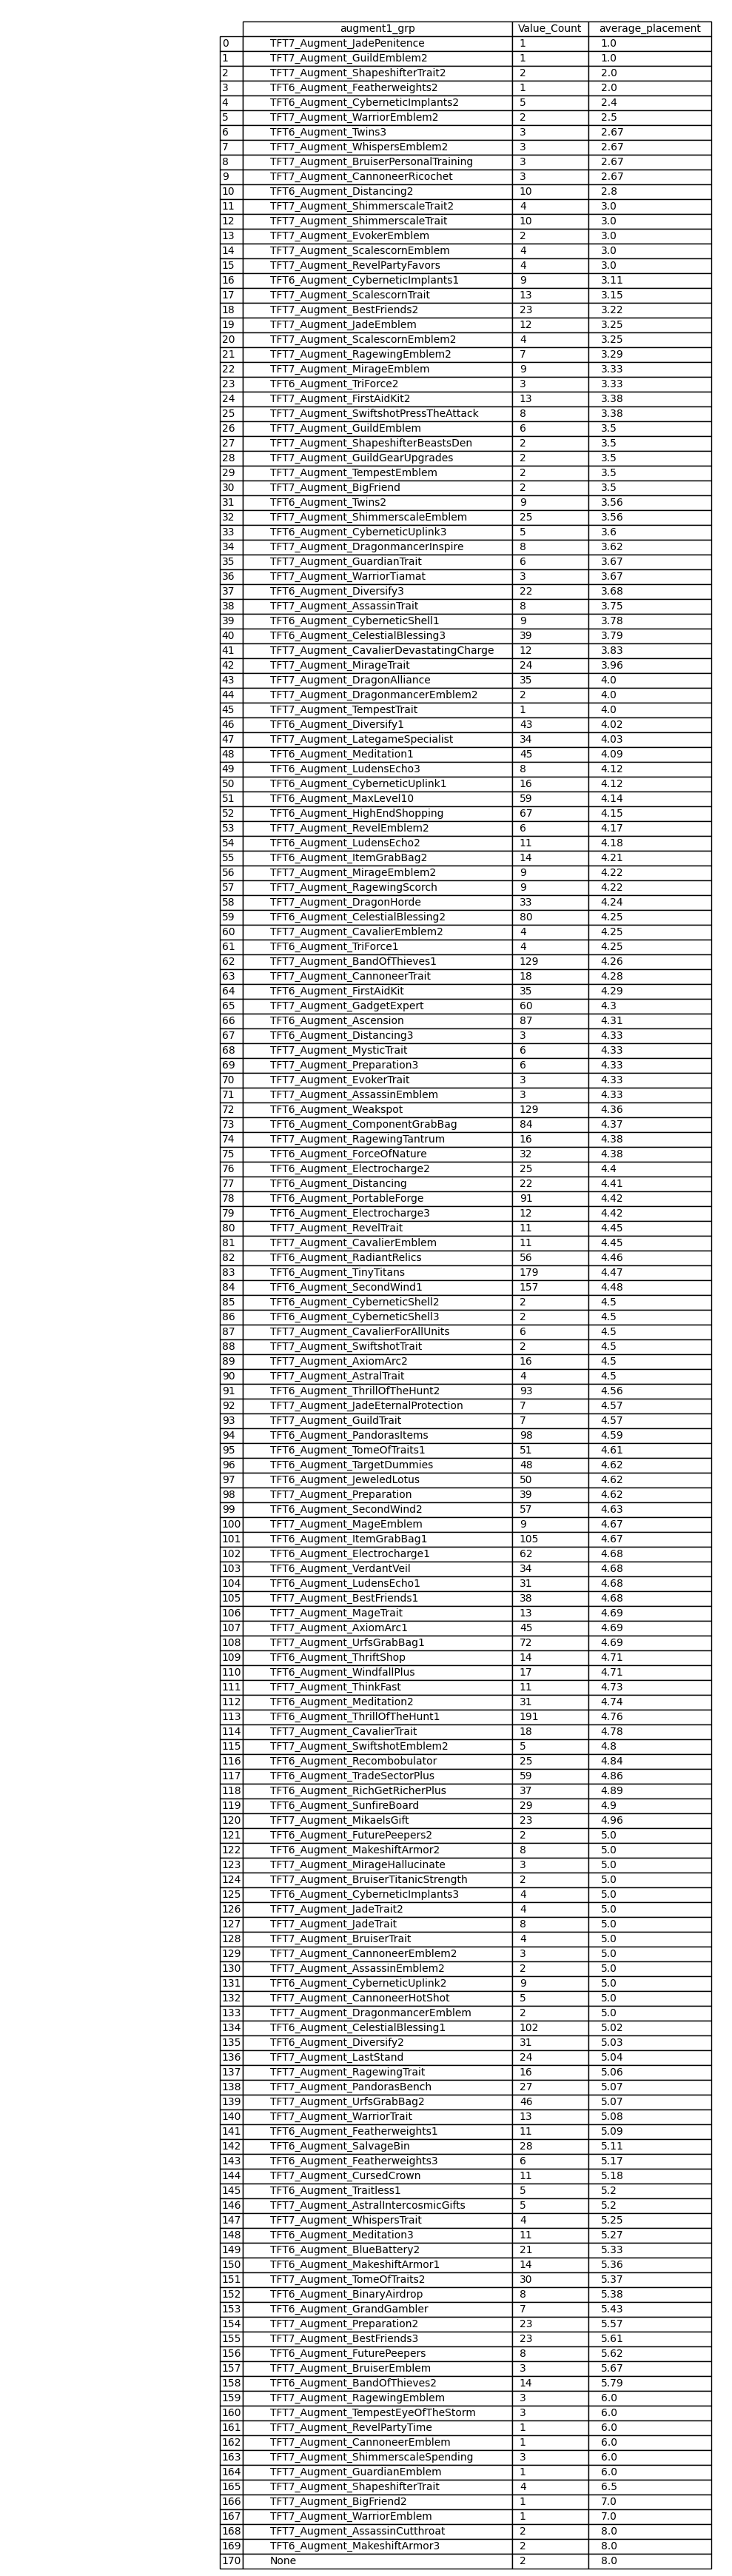 augment1_grp Value_Count average_placement
0 TFT7_Augment_JadePenitence 1 1.0
1 TFT7_Augment_GuildEmblem2 1 1.0
2 TFT7_Augment_ShapeshifterTrait2 2 2.0
3 TFT6_Augment_Featherweights2 1 2.0
4 TFT6_Augment_CyberneticImplants2 5 2.4
5 TFT7_Augment_WarriorEmblem2 2 2.5
6 TFT6_Augment_Twins3 3 2.67
7 TFT7_Augment_WhispersEmblem2 3 2.67
8 TFT7_Augment_BruiserPersonalTraining 3 2.67
9 TFT7_Augment_CannoneerRicochet 3 2.67
10 TFT6_Augment_Distancing2 10 2.8
11 TFT7_Augment_ShimmerscaleTrait2 4 3.0
12 TFT7_Augment_ShimmerscaleTrait 10 3.0
13 TFT7_Augment_EvokerEmblem 2 3.0
14 TFT7_Augment_ScalescornEmblem 4 3.0
15 TFT7_Augment_RevelPartyFavors 4 3.0
16 TFT6_Augment_CyberneticImplants1 9 3.11
17 TFT7_Augment_ScalescornTrait 13 3.15
18 TFT7_Augment_BestFriends2 23 3.22
19 TFT7_Augment_JadeEmblem 12 3.25
20 TFT7_Augment_ScalescornEmblem2 4 3.25
21 TFT7_Augment_RagewingEmblem2 7 3.29
22 TFT7_Augment_MirageEmblem 9 3.33
23 TFT6_Augment_TriForce2 3 3.33
24 TFT7_Augment_FirstAidKit2 13 3.38
25 TFT7_Augment_SwiftshotPressTheAttack 8 3.38
26 TFT7_Augment_GuildEmblem 6 3.5
27 TFT7_Augment_ShapeshifterBeastsDen 2 3.5
28 TFT7_Augment_GuildGearUpgrades 2 3.5
29 TFT7_Augment_TempestEmblem 2 3.5
30 TFT7_Augment_BigFriend 2 3.5
31 TFT6_Augment_Twins2 9 3.56
32 TFT7_Augment_ShimmerscaleEmblem 25 3.56
33 TFT6_Augment_CyberneticUplink3 5 3.6
34 TFT7_Augment_DragonmancerInspire 8 3.62
35 TFT7_Augment_GuardianTrait 6 3.67
36 TFT7_Augment_WarriorTiamat 3 3.67
37 TFT6_Augment_Diversify3 22 3.68
38 TFT7_Augment_AssassinTrait 8 3.75
39 TFT6_Augment_CyberneticShell1 9 3.78
40 TFT6_Augment_CelestialBlessing3 39 3.79
41 TFT7_Augment_CavalierDevastatingCharge 12 3.83
42 TFT7_Augment_MirageTrait 24 3.96
43 TFT7_Augment_DragonAlliance 35 4.0
44 TFT7_Augment_DragonmancerEmblem2 2 4.0
45 TFT7_Augment_TempestTrait 1 4.0
46 TFT6_Augment_Diversify1 43 4.02
47 TFT7_Augment_LategameSpecialist 34 4.03
48 TFT6_Augment_Meditation1 45 4.09
49 TFT6_Augment_LudensEcho3 8 4.12
50 TFT6_Augment_CyberneticUplink1 16 4.12
51 TFT6_Augment_MaxLevel10 59 4.14
52 TFT6_Augment_HighEndShopping 67 4.15
53 TFT7_Augment_RevelEmblem2 6 4.17
54 TFT6_Augment_LudensEcho2 11 4.18
55 TFT6_Augment_ItemGrabBag2 14 4.21
56 TFT7_Augment_MirageEmblem2 9 4.22
57 TFT7_Augment_RagewingScorch 9 4.22
58 TFT7_Augment_DragonHorde 33 4.24
59 TFT6_Augment_CelestialBlessing2 80 4.25
60 TFT7_Augment_CavalierEmblem2 4 4.25
61 TFT6_Augment_TriForce1 4 4.25
62 TFT7_Augment_BandOfThieves1 129 4.26
63 TFT7_Augment_CannoneerTrait 18 4.28
64 TFT6_Augment_FirstAidKit 35 4.29
65 TFT7_Augment_GadgetExpert 60 4.3
66 TFT6_Augment_Ascension 87 4.31
67 TFT6_Augment_Distancing3 3 4.33
68 TFT7_Augment_MysticTrait 6 4.33
69 TFT7_Augment_Preparation3 6 4.33
70 TFT7_Augment_EvokerTrait 3 4.33
71 TFT7_Augment_AssassinEmblem 3 4.33
72 TFT6_Augment_Weakspot 129 4.36
73 TFT6_Augment_ComponentGrabBag 84 4.37
74 TFT7_Augment_RagewingTantrum 16 4.38
75 TFT6_Augment_ForceOfNature 32 4.38
76 TFT6_Augment_Electrocharge2 25 4.4
77 TFT6_Augment_Distancing 22 4.41
78 TFT6_Augment_PortableForge 91 4.42
79 TFT6_Augment_Electrocharge3 12 4.42
80 TFT7_Augment_RevelTrait 11 4.45
81 TFT7_Augment_CavalierEmblem 11 4.45
82 TFT6_Augment_RadiantRelics 56 4.46
83 TFT6_Augment_TinyTitans 179 4.47
84 TFT6_Augment_SecondWind1 157 4.48
85 TFT6_Augment_CyberneticShell2 2 4.5
86 TFT6_Augment_CyberneticShell3 2 4.5
87 TFT7_Augment_CavalierForAllUnits 6 4.5
88 TFT7_Augment_SwiftshotTrait 2 4.5
89 TFT7_Augment_AxiomArc2 16 4.5
90 TFT7_Augment_AstralTrait 4 4.5
91 TFT6_Augment_ThrillOfTheHunt2 93 4.56
92 TFT7_Augment_JadeEternalProtection 7 4.57
93 TFT7_Augment_GuildTrait 7 4.57
94 TFT6_Augment_PandorasItems 98 4.59
95 TFT6_Augment_TomeOfTraits1 51 4.61
96 TFT6_Augment_TargetDummies 48 4.62
97 TFT6_Augment_JeweledLotus 50 4.62
98 TFT7_Augment_Preparation 39 4.62
99 TFT6_Augment_SecondWind2 57 4.63
100 TFT7_Augment_MageEmblem 9 4.67
101 TFT6_Augment_ItemGrabBag1 105 4.67
102 TFT6_Augment_Electrocharge1 62 4.68
103 TFT6_Augment_VerdantVeil 34 4.68
104 TFT6_Augment_LudensEcho1 31 4.68
105 TFT7_Augment_BestFriends1 38 4.68
106 TFT7_Augment_MageTrait 13 4.69
107 TFT7_Augment_AxiomArc1 45 4.69
108 TFT7_Augment_UrfsGrabBag1 72 4.69
109 TFT6_Augment_ThriftShop 14 4.71
110 TFT6_Augment_WindfallPlus 17 4.71
111 TFT7_Augment_ThinkFast 11 4.73
112 TFT6_Augment_Meditation2 31 4.74
113 TFT6_Augment_ThrillOfTheHunt1 191 4.76
114 TFT7_Augment_CavalierTrait 18 4.78
115 TFT7_Augment_SwiftshotEmblem2 5 4.8
116 TFT6_Augment_Recombobulator 25 4.84
117 TFT6_Augment_TradeSectorPlus 59 4.86
118 TFT6_Augment_RichGetRicherPlus 37 4.89
119 TFT6_Augment_SunfireBoard 29 4.9
120 TFT7_Augment_MikaelsGift 23 4.96
121 TFT6_Augment_FuturePeepers2 2 5.0
122 TFT6_Augment_MakeshiftArmor2 8 5.0
123 TFT7_Augment_MirageHallucinate 3 5.0
124 TFT7_Augment_BruiserTitanicStrength 2 5.0
125 TFT6_Augment_CyberneticImplants3 4 5.0
126 TFT7_Augment_JadeTrait2 4 5.0
127 TFT7_Augment_JadeTrait 8 5.0
128 TFT7_Augment_BruiserTrait 4 5.0
129 TFT7_Augment_CannoneerEmblem2 3 5.0
130 TFT7_Augment_AssassinEmblem2 2 5.0
131 TFT6_Augment_CyberneticUplink2 9 5.0
132 TFT7_Augment_CannoneerHotShot 5 5.0
133 TFT7_Augment_DragonmancerEmblem 2 5.0
134 TFT6_Augment_CelestialBlessing1 102 5.02
135 TFT6_Augment_Diversify2 31 5.03
136 TFT7_Augment_LastStand 24 5.04
137 TFT7_Augment_RagewingTrait 16 5.06
138 TFT7_Augment_PandorasBench 27 5.07
139 TFT7_Augment_UrfsGrabBag2 46 5.07
140 TFT7_Augment_WarriorTrait 13 5.08
141 TFT6_Augment_Featherweights1 11 5.09
142 TFT6_Augment_SalvageBin 28 5.11
143 TFT6_Augment_Featherweights3 6 5.17
144 TFT7_Augment_CursedCrown 11 5.18
145 TFT6_Augment_Traitless1 5 5.2
146 TFT7_Augment_AstralIntercosmicGifts 5 5.2
147 TFT7_Augment_WhispersTrait 4 5.25
148 TFT6_Augment_Meditation3 11 5.27
149 TFT6_Augment_BlueBattery2 21 5.33
150 TFT6_Augment_MakeshiftArmor1 14 5.36
151 TFT7_Augment_TomeOfTraits2 30 5.37
152 TFT6_Augment_BinaryAirdrop 8 5.38
153 TFT6_Augment_GrandGambler 7 5.43
154 TFT7_Augment_Preparation2 23 5.57
155 TFT7_Augment_BestFriends3 23 5.61
156 TFT6_Augment_FuturePeepers 8 5.62
157 TFT7_Augment_BruiserEmblem 3 5.67
158 TFT6_Augment_BandOfThieves2 14 5.79
159 TFT7_Augment_RagewingEmblem 3 6.0
160 TFT7_Augment_TempestEyeOfTheStorm 3 6.0
161 TFT7_Augment_RevelPartyTime 1 6.0
162 TFT7_Augment_CannoneerEmblem 1 6.0
163 TFT7_Augment_ShimmerscaleSpending 3 6.0
164 TFT7_Augment_GuardianEmblem 1 6.0
165 TFT7_Augment_ShapeshifterTrait 4 6.5
166 TFT7_Augment_BigFriend2 1 7.0
167 TFT7_Augment_WarriorEmblem 1 7.0
168 TFT7_Augment_AssassinCutthroat 2 8.0
169 TFT6_Augment_MakeshiftArmor3 2 8.0
170 None 2 8.0